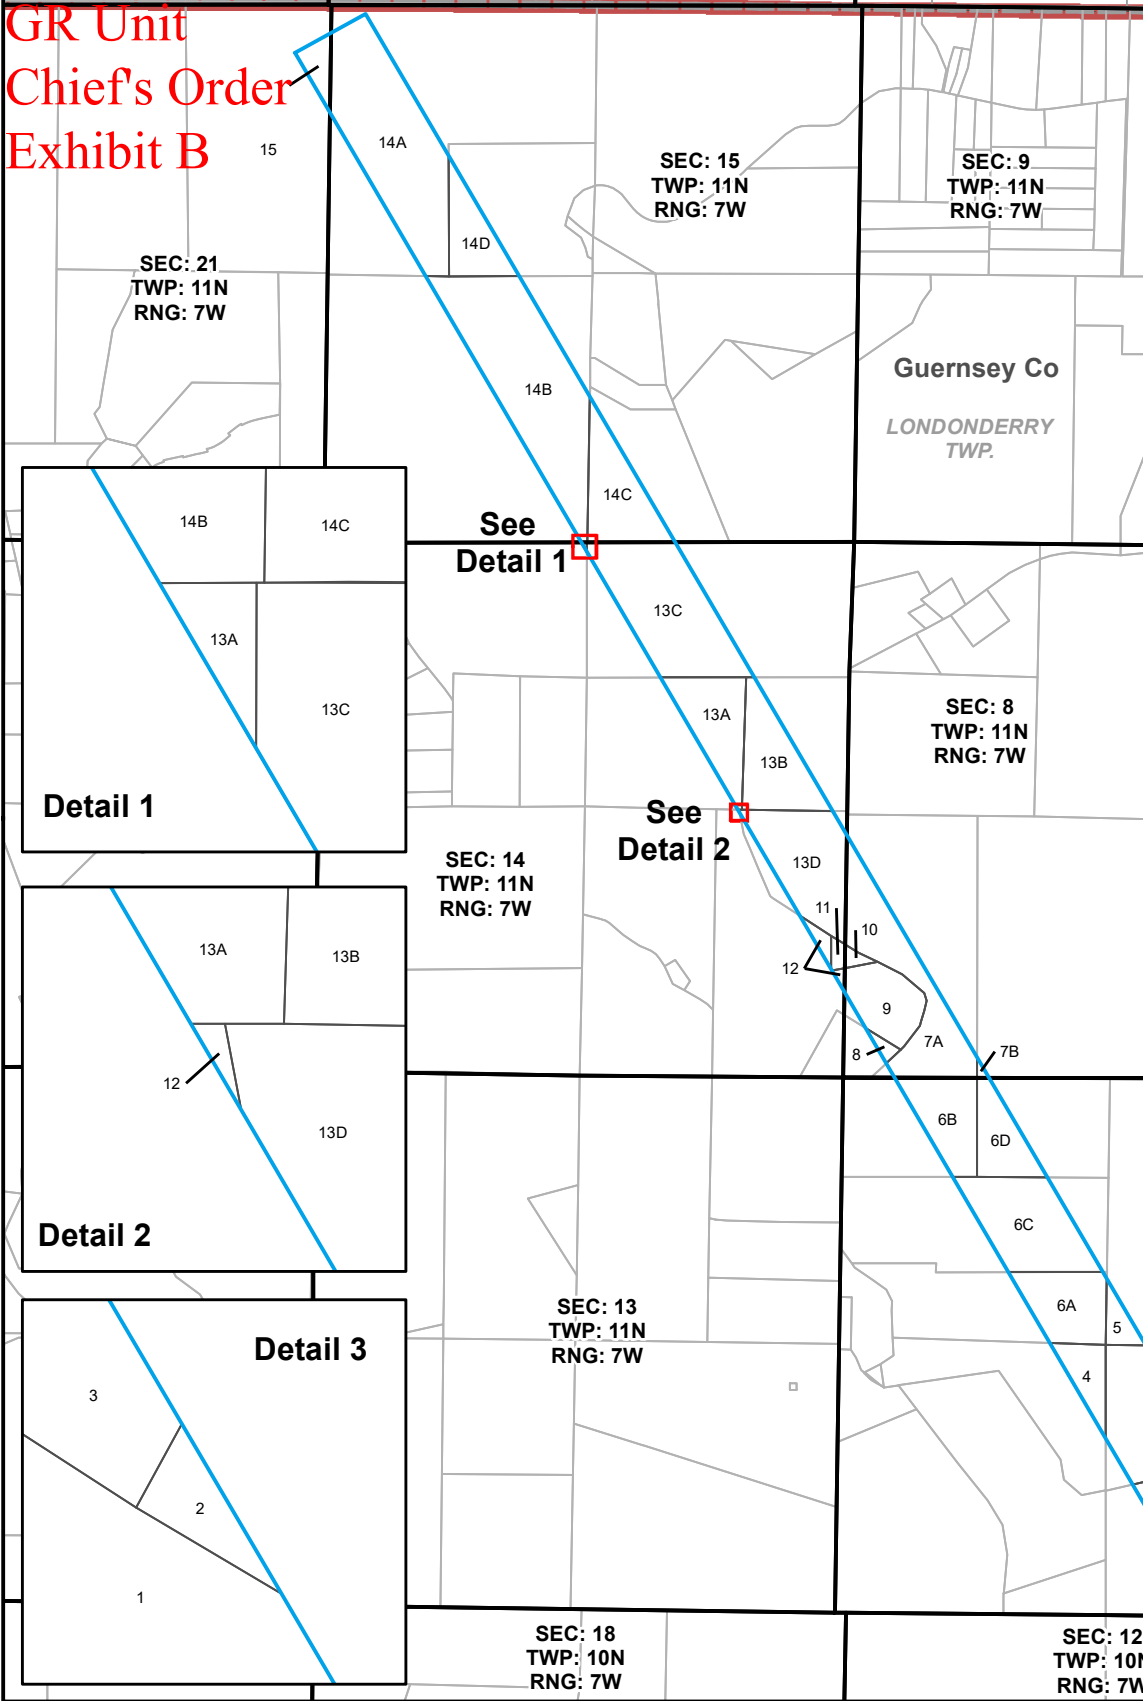 GR Unit
Chief's Order
Exhibit B
15
14A
14D
SEC: 15
TWP: 11N
RNG: 7W
SEC: 9
TWP: 11N
RNG: 7W
SEC: 21
TWP: 11N
RNG: 7W
14B
Guernsey Co
LONDONDERRY
TWP.
14C
See
Detail 1
14B
14C
13A
13C
Detail 1
13C
13A
13B
SEC: 8
TWP: 11N
RNG: 7W
See
Detail 2
SEC: 14
TWP: 11N
RNG: 7W
13D
11
10
12
9
7A
8
7B
13A
13B
12
13D
Detail 2
6B
6D
6C
6A
5
4
SEC: 13
TWP: 11N
RNG: 7W
Detail 3
3
2
1
SEC: 18
TWP: 10N
RNG: 7W
SEC: 12
TWP: 10N
RNG: 7W